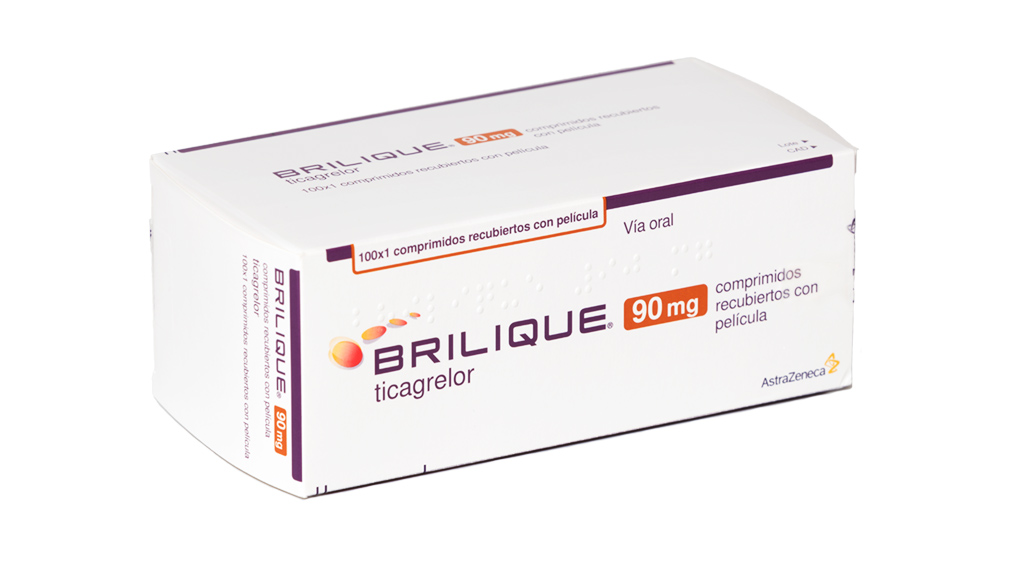 BRILIQUE® 90 mg comprimidos recubiertos
con película
ticagrelor
100x1 comprimidos recubiertos con película
Lote
CAD
100x1 comprimidos recubiertos con película
Vía oral
BRILIQUE® 90 mg
comprimidos
recubiertos con
película
ticagrelor
AstraZeneca
BRILIQUE® 90 mg
comprimidos recubiertos con película
ticagrelor
100x1 comprimidos recubiertos con película